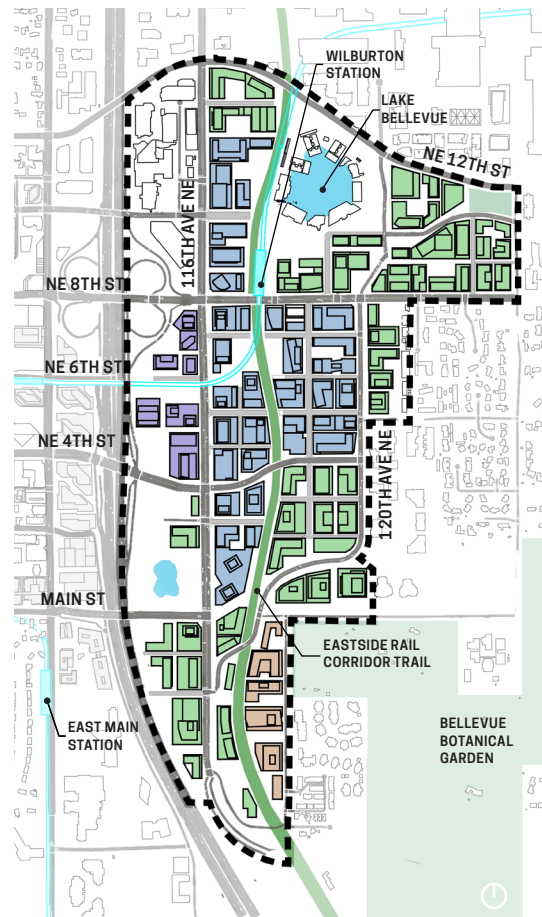 WILBURTON
STATION
LAKE
BELLEVUE
NE 12TH ST
116TH AVE NE
NE 8TH ST
NE 6TH ST
NE 4TH ST
120TH AVE NE
MAIN ST
EASTSIDE RAIL
CORRIDOR TRAIL
EAST MAIN
STATION
BELLEVUE
BOTANICAL
GARDEN